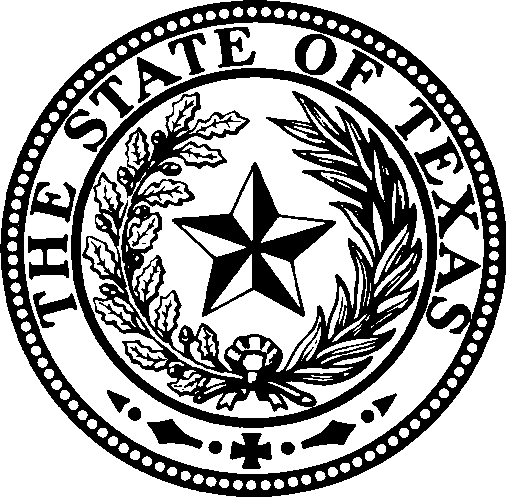 THE STATE OF TEXAS